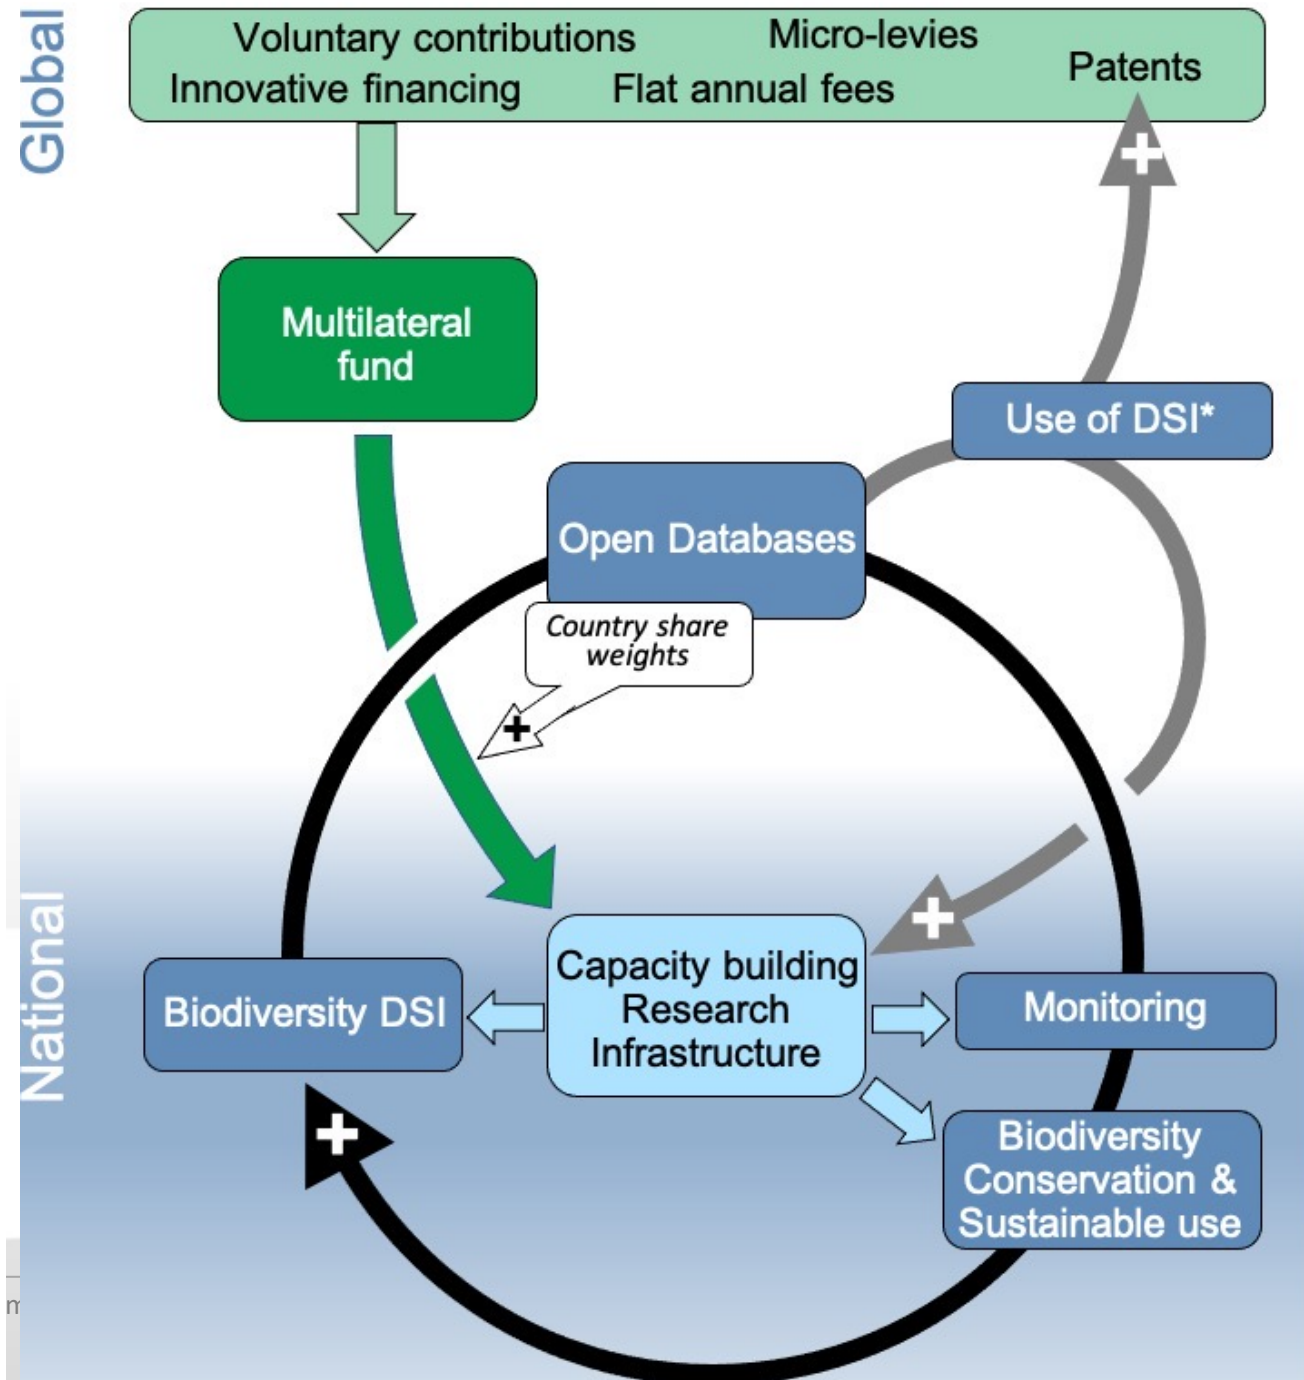 Global
Voluntary contributions
Micro-levies
Innovative financing
Flat annual fees
Patents
+
Multilateral
fund
Use of DSI*
Open Databases
Country share
weights
+
National
+
Capacity building
Research
Infrastructure
Biodiversity DSI
Monitoring
+
Biodiversity
Conservation &
Sustainable use